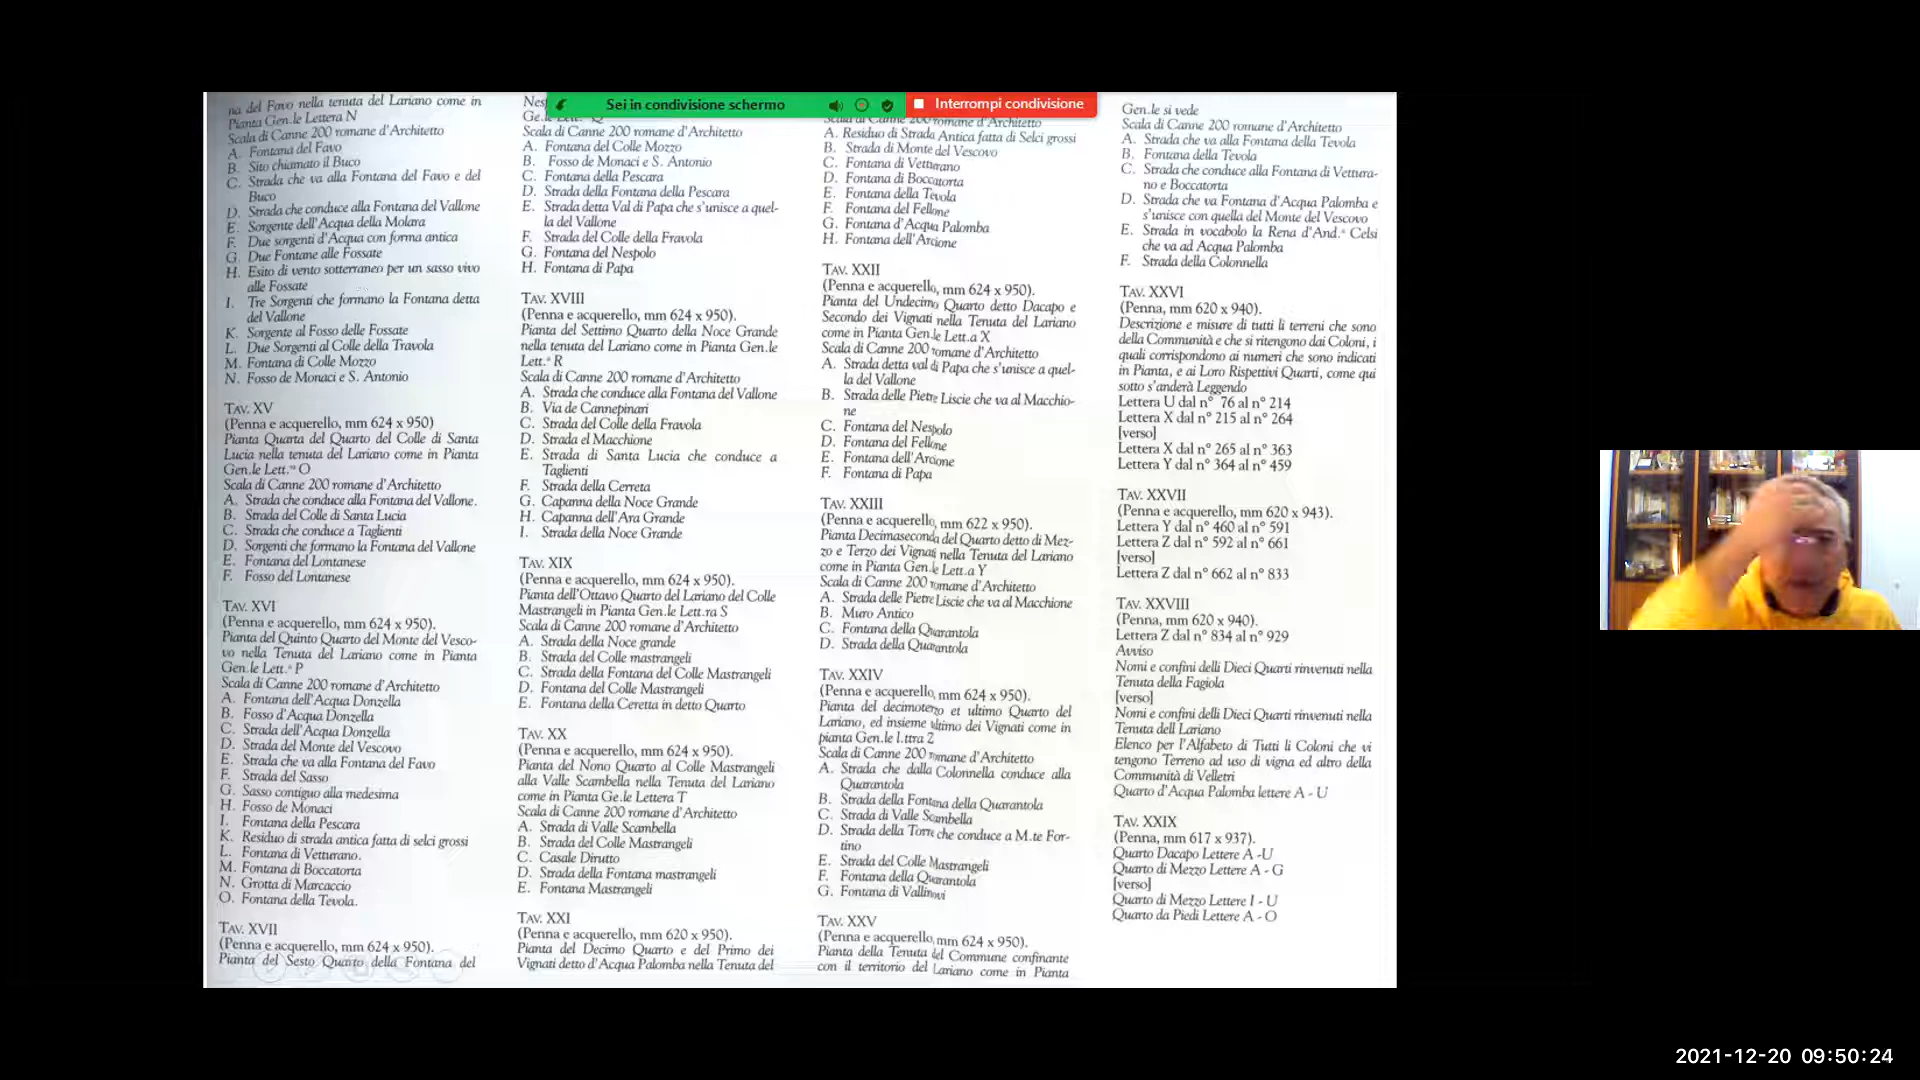 Sei in condivisione schermo
Interrompi condivisione
na del Favo nella tenuta del Lariano come in
Pianta Gen.le Lettera N
Scala di Canne 200 romane d'Architetto
A. Fontana del Favo
B. Sito chiamato il Buco
C. Strada che va alla Fontana del Favo e del
Buco
D. Strada che conduce alla Fontana del Vallone
E. Sorgente dell'Acqua della Molara
F. Due sorgenti d'Acqua con forma antica
G. Due Fontane alle Fossate
H. Esito di vento sotterraneo per un sasso vivo
alle Fossate
I. Tre Sorgenti che formano la Fontana detta
del Vallone
K. Sorgente al Fosso delle Fossate
L. Due Sorgenti al Colle della Travola
M. Fontana di Colle Mozzo
N. Fosso de Monaci e S. Antonio
TAV. XV
(Penna e acquerello, mm 624 x 950)
Pianta Quarta del Quarto del Colle di Santa
Lucia nella tenuta del Lariano come in Pianta
Gen.le Lett.ra O
Scala di Canne 200 romane d'Architetto
A. Strada che conduce alla Fontana del Vallone.
B. Strada del Colle di Santa Lucia
C. Strada che conduce a Taglienti
D. Sorgenti che formano la Fontana del Vallone
E. Fontana del Lontanese
F. Fosso del Lontanese
TAV. XVI
(Penna e acquerello, mm 624 x 950).
Pianta del Quinto Quarto del Monte del Vesco-
vo nella Tenuta del Lariano come in Pianta
Gen.le Lett.a P
Scala di Canne 200 romane d'Architetto
A. Fontana dell'Acqua Donzella
B. Fosso d'Acqua Donzella
C. Strada dell'Acqua Donzella
D. Strada del Monte del Vescovo
E. Strada che va alla Fontana del Favo
F. Strada del Sasso
G. Sasso contiguo alla medesima
H. Fosso de Monaci
I. Fontana della Pescara
K. Residuo di strada antica fatta di selci grossi
L. Fontana di Vetturano.
M. Fontana di Boccatorta
N. Grotta di Marcaccio
O. Fontana della Tevola.
TAV. XVII
(Penna e acquerello, mm 624 x 950).
Pianta del Sesto Quarto della Fontana del
Scala di Canne 200 romane d'Architetto
A. Fontana del Colle Mozzo
B. Fosso de Monaci e S. Antonio
C. Fontana della Pescara
D. Strada della Fontana della Pescara
E. Strada detta Val di Papa che s'unisce a quel-
la del Vallone
F. Strada del Colle della Fravola
G. Fontana del Nespolo
H. Fontana di Papa
TAV. XVIII
(Penna e acquerello, mm 624 x 950).
Pianta del Settimo Quarto della Noce Grande
nella tenuta del Lariano come in Pianta Gen.le
Lett.a R
Scala di Canne 200 romane d'Architetto
A. Strada che conduce alla Fontana del Vallone
B. Via de Cannepinari
C. Strada del Colle della Fravola
D. Strada el Macchione
E. Strada di Santa Lucia che conduce a
Taglienti
F. Strada della Cerreta
G. Capanna della Noce Grande
H. Capanna dell'Ara Grande
I. Strada della Noce Grande
TAV. XIX
(Penna e acquerello, mm 624 x 950).
Pianta dell'Ottavo Quarto del Lariano del Colle
Mastrangeli in Pianta Gen.le Lett.ra S
Scala di Canne 200 romane d'Architetto
A. Strada della Noce grande
B. Strada del Colle mastrangeli
C. Strada della Fontana del Colle Mastrangeli
D. Fontana del Colle Mastrangeli
E. Fontana della Ceretta in detto Quarto
TAV. XX
(Penna e acquerello, mm 624 x 950).
Pianta del Nono Quarto al Colle Mastrangeli
alla Valle Scambella nella Tenuta del Lariano
come in Pianta Ge.le Lettera T
Scala di Canne 200 romane d'Architetto
A. Strada di Valle Scambella
B. Strada del Colle Mastrangeli
C. Casale Dirutto
D. Strada della Fontana mastrangeli
E. Fontana Mastrangeli
TAV. XXI
(Penna e acquerello, mm 620 x 950).
Pianta del Decimo Quarto e del Primo dei
Vignati detto d'Acqua Palomba nella Tenuta del
Scala di Canne 200 romane d'Architetto
A. Residuo di Strada Antica fatta di Selci grossi
B. Strada di Monte del Vescovo
C. Fontana di Vetturano
D. Fontana di Boccatorta
E. Fontana della Tevola
F. Fontana del Fellone
G. Fontana d'Acqua Palomba
H. Fontana dell'Arcione
TAV. XXII
(Penna e acquerello, mm 624 x 950).
Pianta del Undecimo Quarto detto Dacapo e
Secondo dei Vignati nella Tenuta del Lariano
come in Pianta Gen.le Lett.a X
Scala di Canne 200 romane d'Architetto
A. Strada detta val di Papa che s'unisce a quel-
la del Vallone
B. Strada delle Pietre Liscie che va al Macchio-
ne
C. Fontana del Nespolo
D. Fontana del Fellone
E. Fontana dell'Arcione
F. Fontana di Papa
TAV. XXIII
(Penna e acquerello, mm 622 x 950).
Pianta Decimaseconda del Quarto detto di Mez-
zo e Terzo dei Vignati nella Tenuta del Lariano
come in Pianta Gen.le Lett.a Y
Scala di Canne 200 romane d'Architetto
A. Strada delle Pietre Liscie che va al Macchione
B. Muro Antico
C. Fontana della Quarantola
D. Strada della Quarantola
TAV. XXIV
(Penna e acquerello, mm 624 x 950).
Pianta del decimoterzo et ultimo Quarto del
Lariano, ed insieme ultimo dei Vignati come in
pianta Gen.le l.ttra Z
Scala di Canne 200 romane d'Architetto
A. Strada che dalla Colonnella conduce alla
Quarantola
B. Strada della Fontana della Quarantola
C. Strada di Valle Scambella
D. Strada della Torre che conduce a M.te For-
tino
E. Strada del Colle Mastrangeli
F. Fontana della Quarantola
G. Fontana di Vallinovi
TAV. XXV
(Penna e acquerello, mm 624 x 950).
Pianta della Tenuta del Commune confinante
con il territorio del Lariano come in Pianta
Gen.le si vede
Scala di Canne 200 romane d'Architetto
A. Strada che va alla Fontana della Tevola
B. Fontana della Tevola
C. Strada che conduce alla Fontana di Vettura-
no e Boccatorta
D. Strada che va Fontana d'Acqua Palomba e
s'unisce con quella del Monte del Vescovo
E. Strada in vocabolo la Rena d'And.a Celsi
che va ad Acqua Palomba
F. Strada della Colonnella
TAV. XXVI
(Penna, mm 620 x 940).
Descrizione e misure di tutti li terreni che sono
della Communità e che si ritengono dai Coloni, i
quali corrispondono ai numeri che sono indicati
in Pianta, e ai Loro Rispettivi Quarti, come qui
sotto s'anderà Leggendo
Lettera U dal n° 76 al n° 214
Lettera X dal n° 215 al n° 264
[verso]
Lettera X dal n° 265 al n° 363
Lettera Y dal n° 364 al n° 459
TAV. XXVII
(Penna e acquerello, mm 620 x 943).
Lettera Y dal n° 460 al n° 591
Lettera Z dal n° 592 al n° 661
[verso]
Lettera Z dal n° 662 al n° 833
TAV. XXVIII
(Penna, mm 620 x 940).
Lettera Z dal n° 834 al n° 929
Avviso
Nomi e confini delli Dieci Quarti rinvenuti nella
Tenuta della Fagiola
[verso]
Nomi e confini delli Dieci Quarti rinvenuti nella
Tenuta dell Lariano
Elenco per l'Alfabeto di Tutti li Coloni che vi
tengono Terreno ad uso di vigna ed altro della
Communità di Velletri
Quarto d'Acqua Palomba lettere A - U
TAV. XXIX
(Penna, mm 617 x 937).
Quarto Dacapo Lettere A -U
Quarto di Mezzo Lettere A - G
[verso]
Quarto di Mezzo Lettere I - U
Quarto da Piedi Lettere A - O
2021-12-20 09:50:24